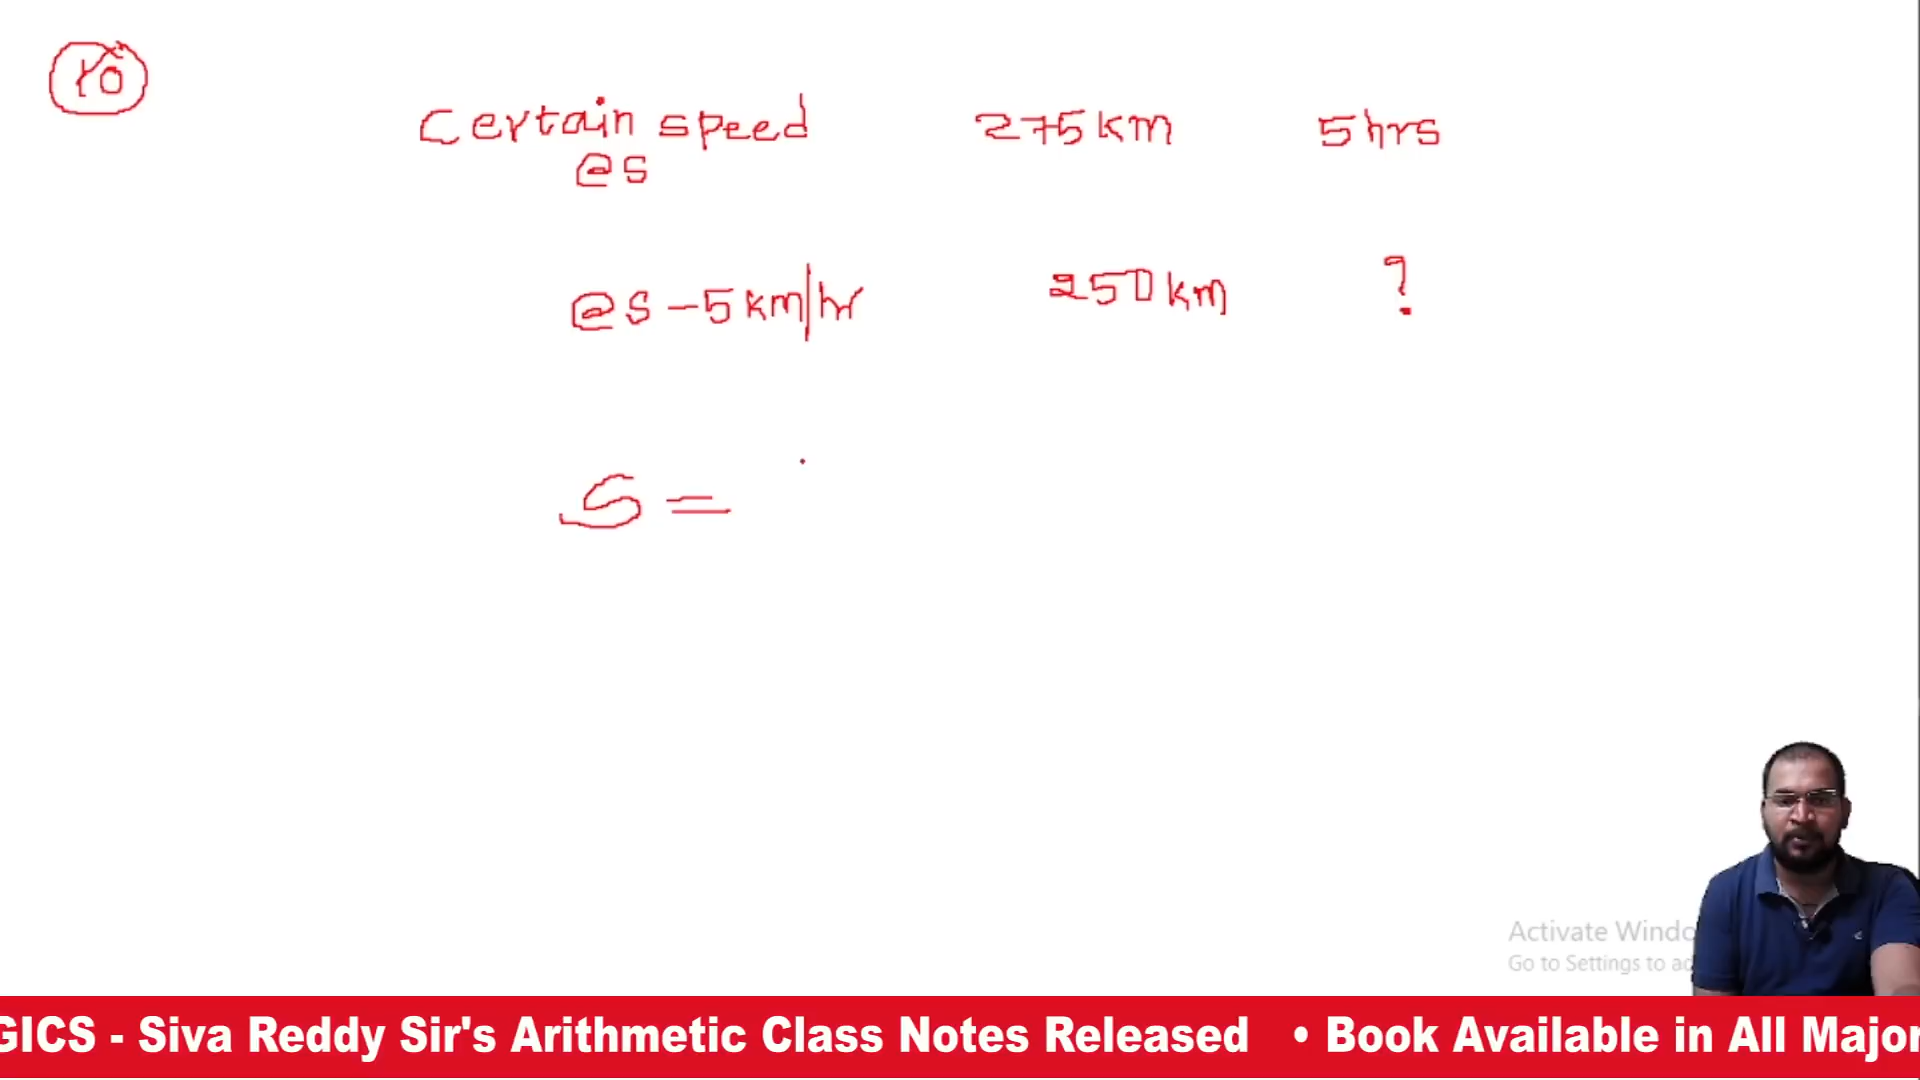 10
Certain speed 275 km 5 hrs
@ S
@ S - 5 km/hr 250 km ?
S =
Activate Windo
Go to Settings to ac
GICS - Siva Reddy Sir's Arithmetic Class Notes Released • Book Available in All Major